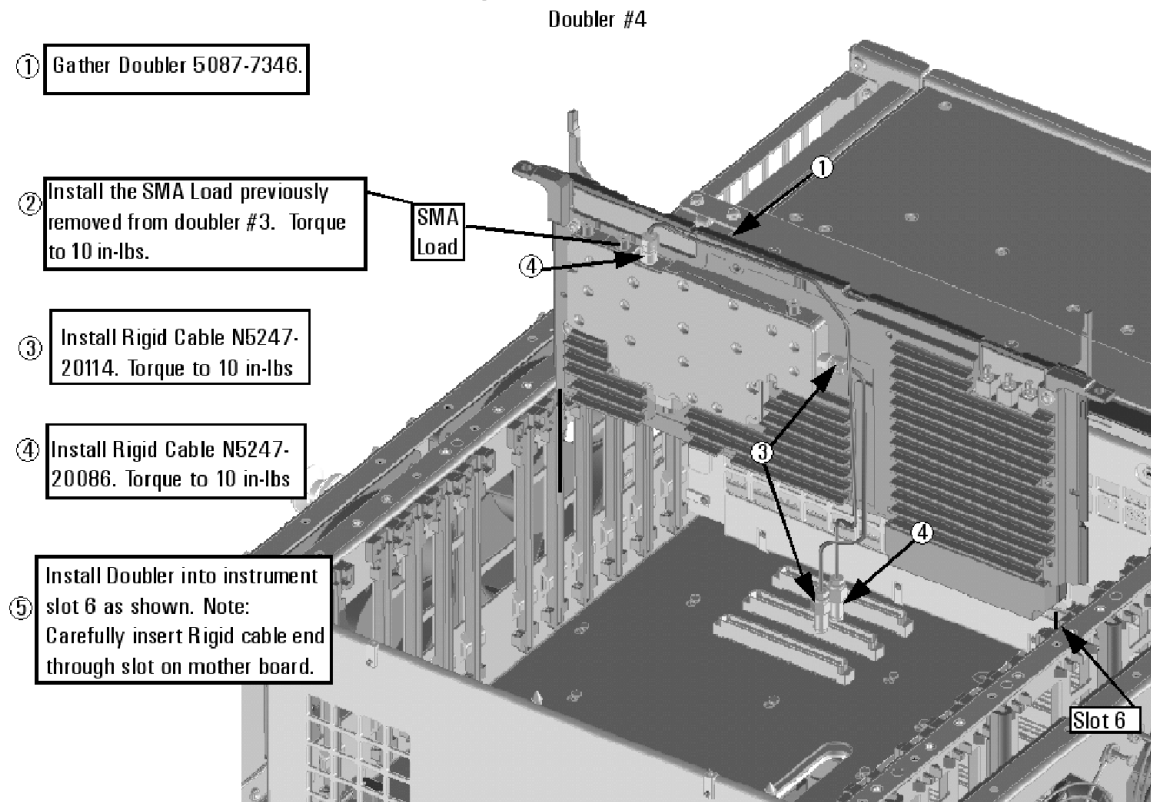 Doubler #4
① Gather Doubler 5087-7346.
② Install the SMA Load previously
removed from doubler #3. Torque
to 10 in-lbs.
SMA
Load
③ Install Rigid Cable N5247-
20114. Torque to 10 in-lbs
④ Install Rigid Cable N5247-
20086. Torque to 10 in-lbs
⑤ Install Doubler into instrument
slot 6 as shown. Note:
Carefully insert Rigid cable end
through slot on mother board.
①
④
③
④
Slot 6